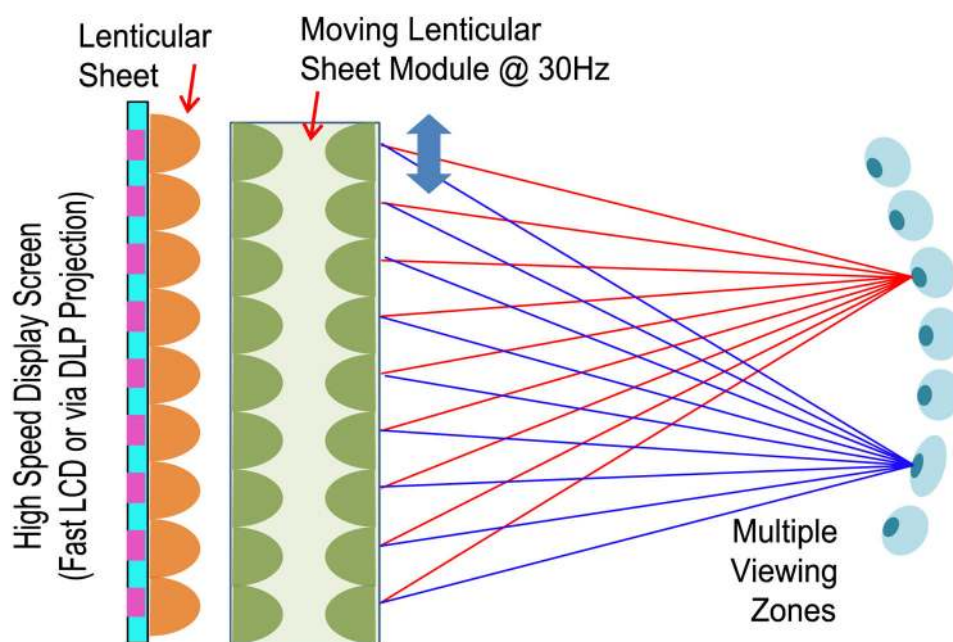 Lenticular
Sheet
Moving Lenticular
Sheet Module @ 30Hz
High Speed Display Screen
(Fast LCD or via DLP Projection)
Multiple
Viewing
Zones